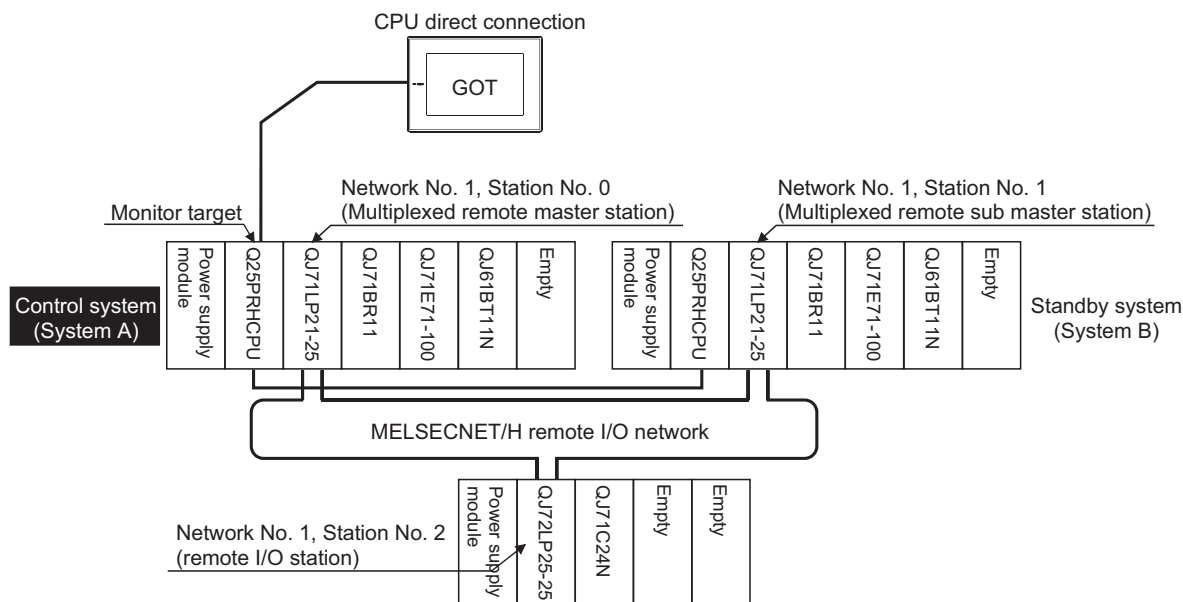 CPU direct connection
GOT
Network No. 1, Station No. 0
(Multiplexed remote master station)
Network No. 1, Station No. 1
(Multiplexed remote sub master station)
Monitor target
Control system
(System A)
Power supply
module
Q25PRHCPU
QJ71LP21-25
QJ71BR11
QJ71E71-100
QJ61BT11N
Empty
Power supply
module
Q25PRHCPU
QJ71LP21-25
QJ71BR11
QJ71E71-100
QJ61BT11N
Empty
Standby system
(System B)
MELSECNET/H remote I/O network
Network No. 1, Station No. 2
(remote I/O station)
Power supply
module
QJ72LP25-25
QJ71C24N
Empty
Empty